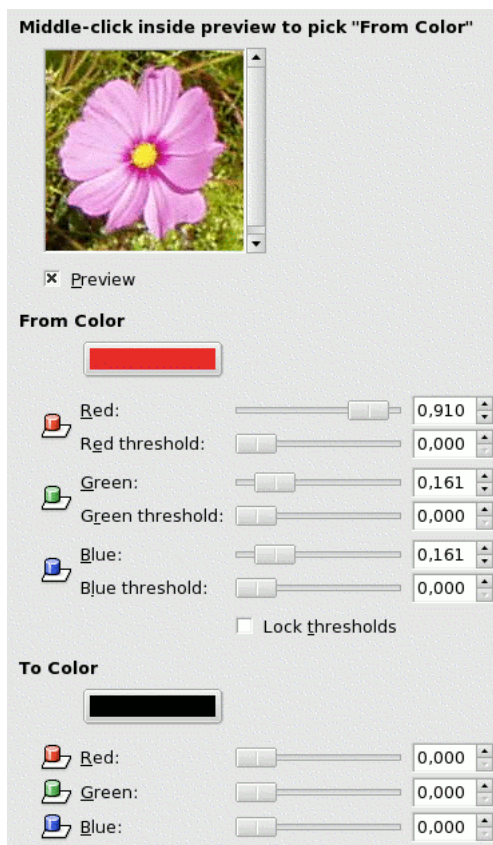 Middle-click inside preview to pick "From Color"
Preview
From Color
Red: 0,910
Red threshold: 0,000
Green: 0,161
Green threshold: 0,000
Blue: 0,161
Blue threshold: 0,000
Lock thresholds
To Color
Red: 0,000
Green: 0,000
Blue: 0,000